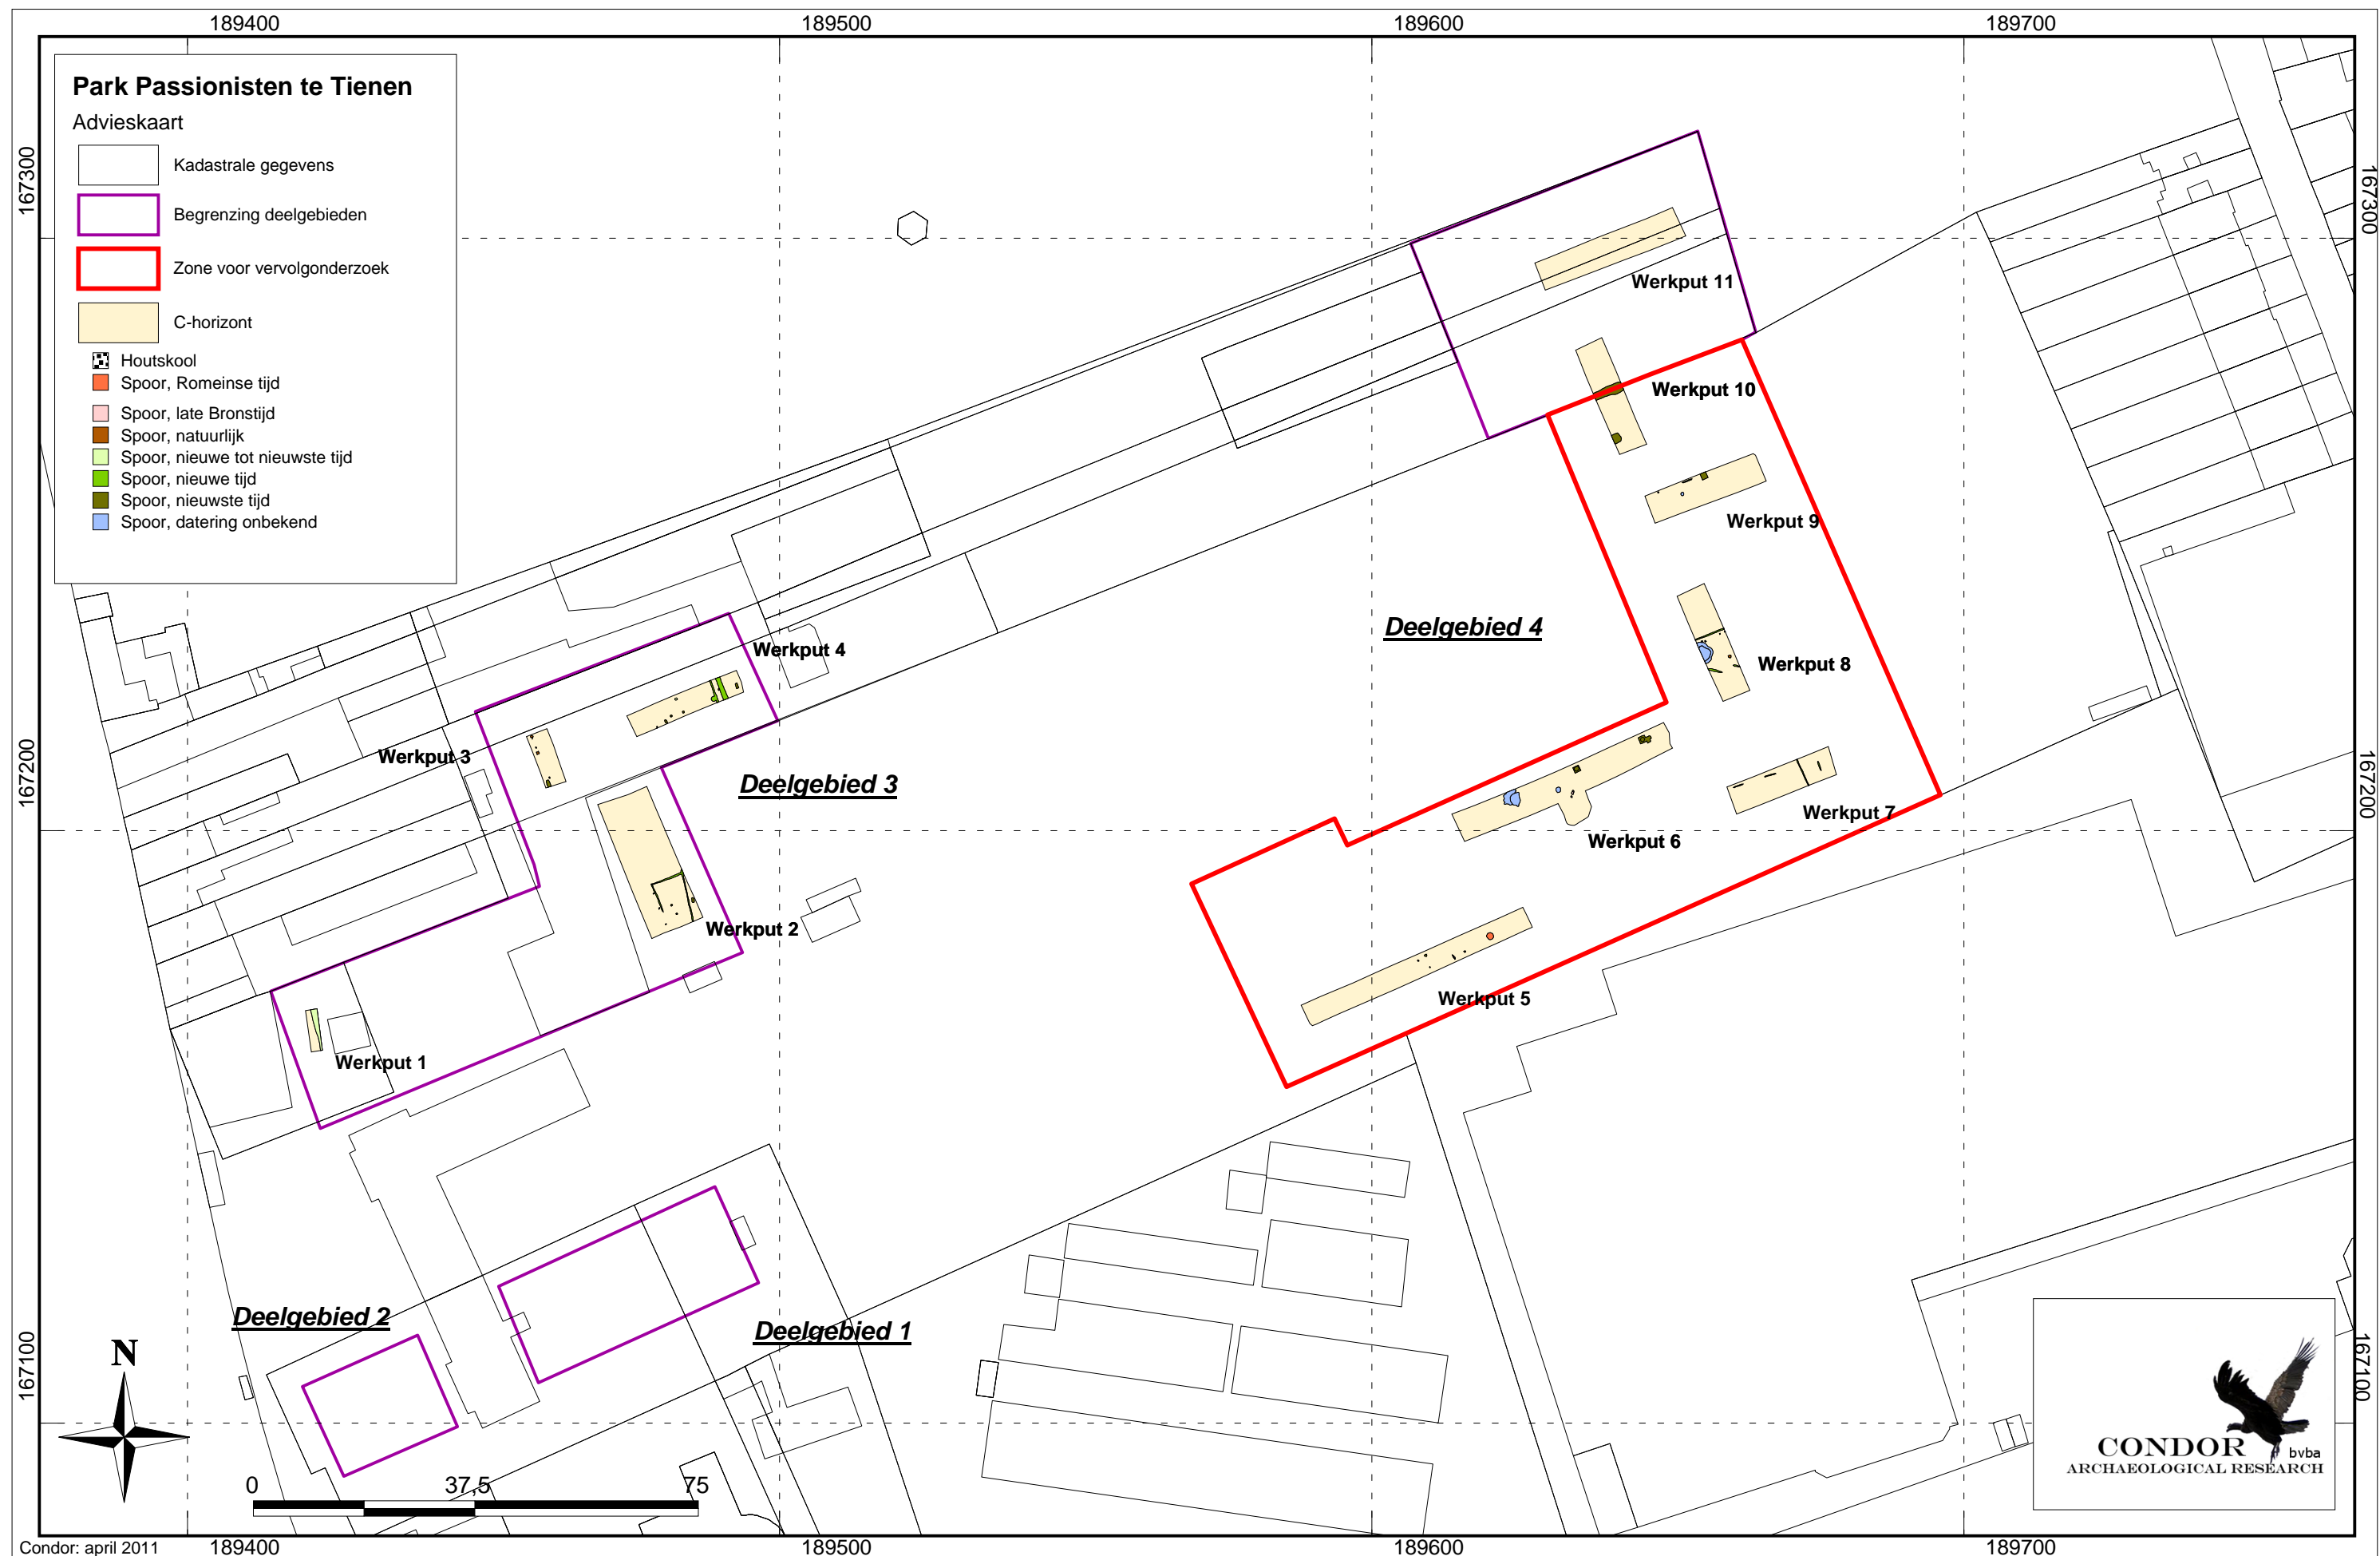 189400 189500 189600 189700
Park Passionisten te Tienen
Advieskaart
Kadastrale gegevens
Begrenzing deelgebieden
Zone voor vervolgonderzoek
C-horizont
Houtskool
Spoor, Romeinse tijd
Spoor, late Bronstijd
Spoor, natuurlijk
Spoor, nieuwe tot nieuwste tijd
Spoor, nieuwe tijd
Spoor, nieuwste tijd
Spoor, datering onbekend
167300 167300
Werkput 11
Werkput 10
Werkput 9
Deelgebied 4
Werkput 4
Werkput 8
Werkput 3
Deelgebied 3
167200 167200
Werkput 7
Werkput 6
Werkput 2
Werkput 5
Werkput 1
Deelgebied 2
Deelgebied 1
N
167100 167100
0 37,5 75
CONDOR bvba
ARCHAEOLOGICAL RESEARCH
Condor: april 2011
189400 189500 189600 189700